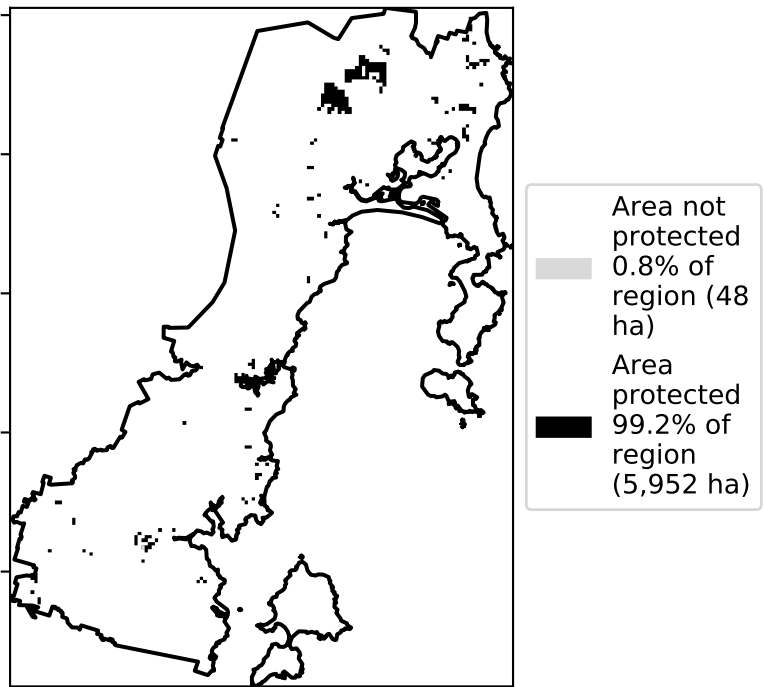 Area not
protected
0.8% of
region (48
ha)
Area
protected
99.2% of
region
(5,952 ha)